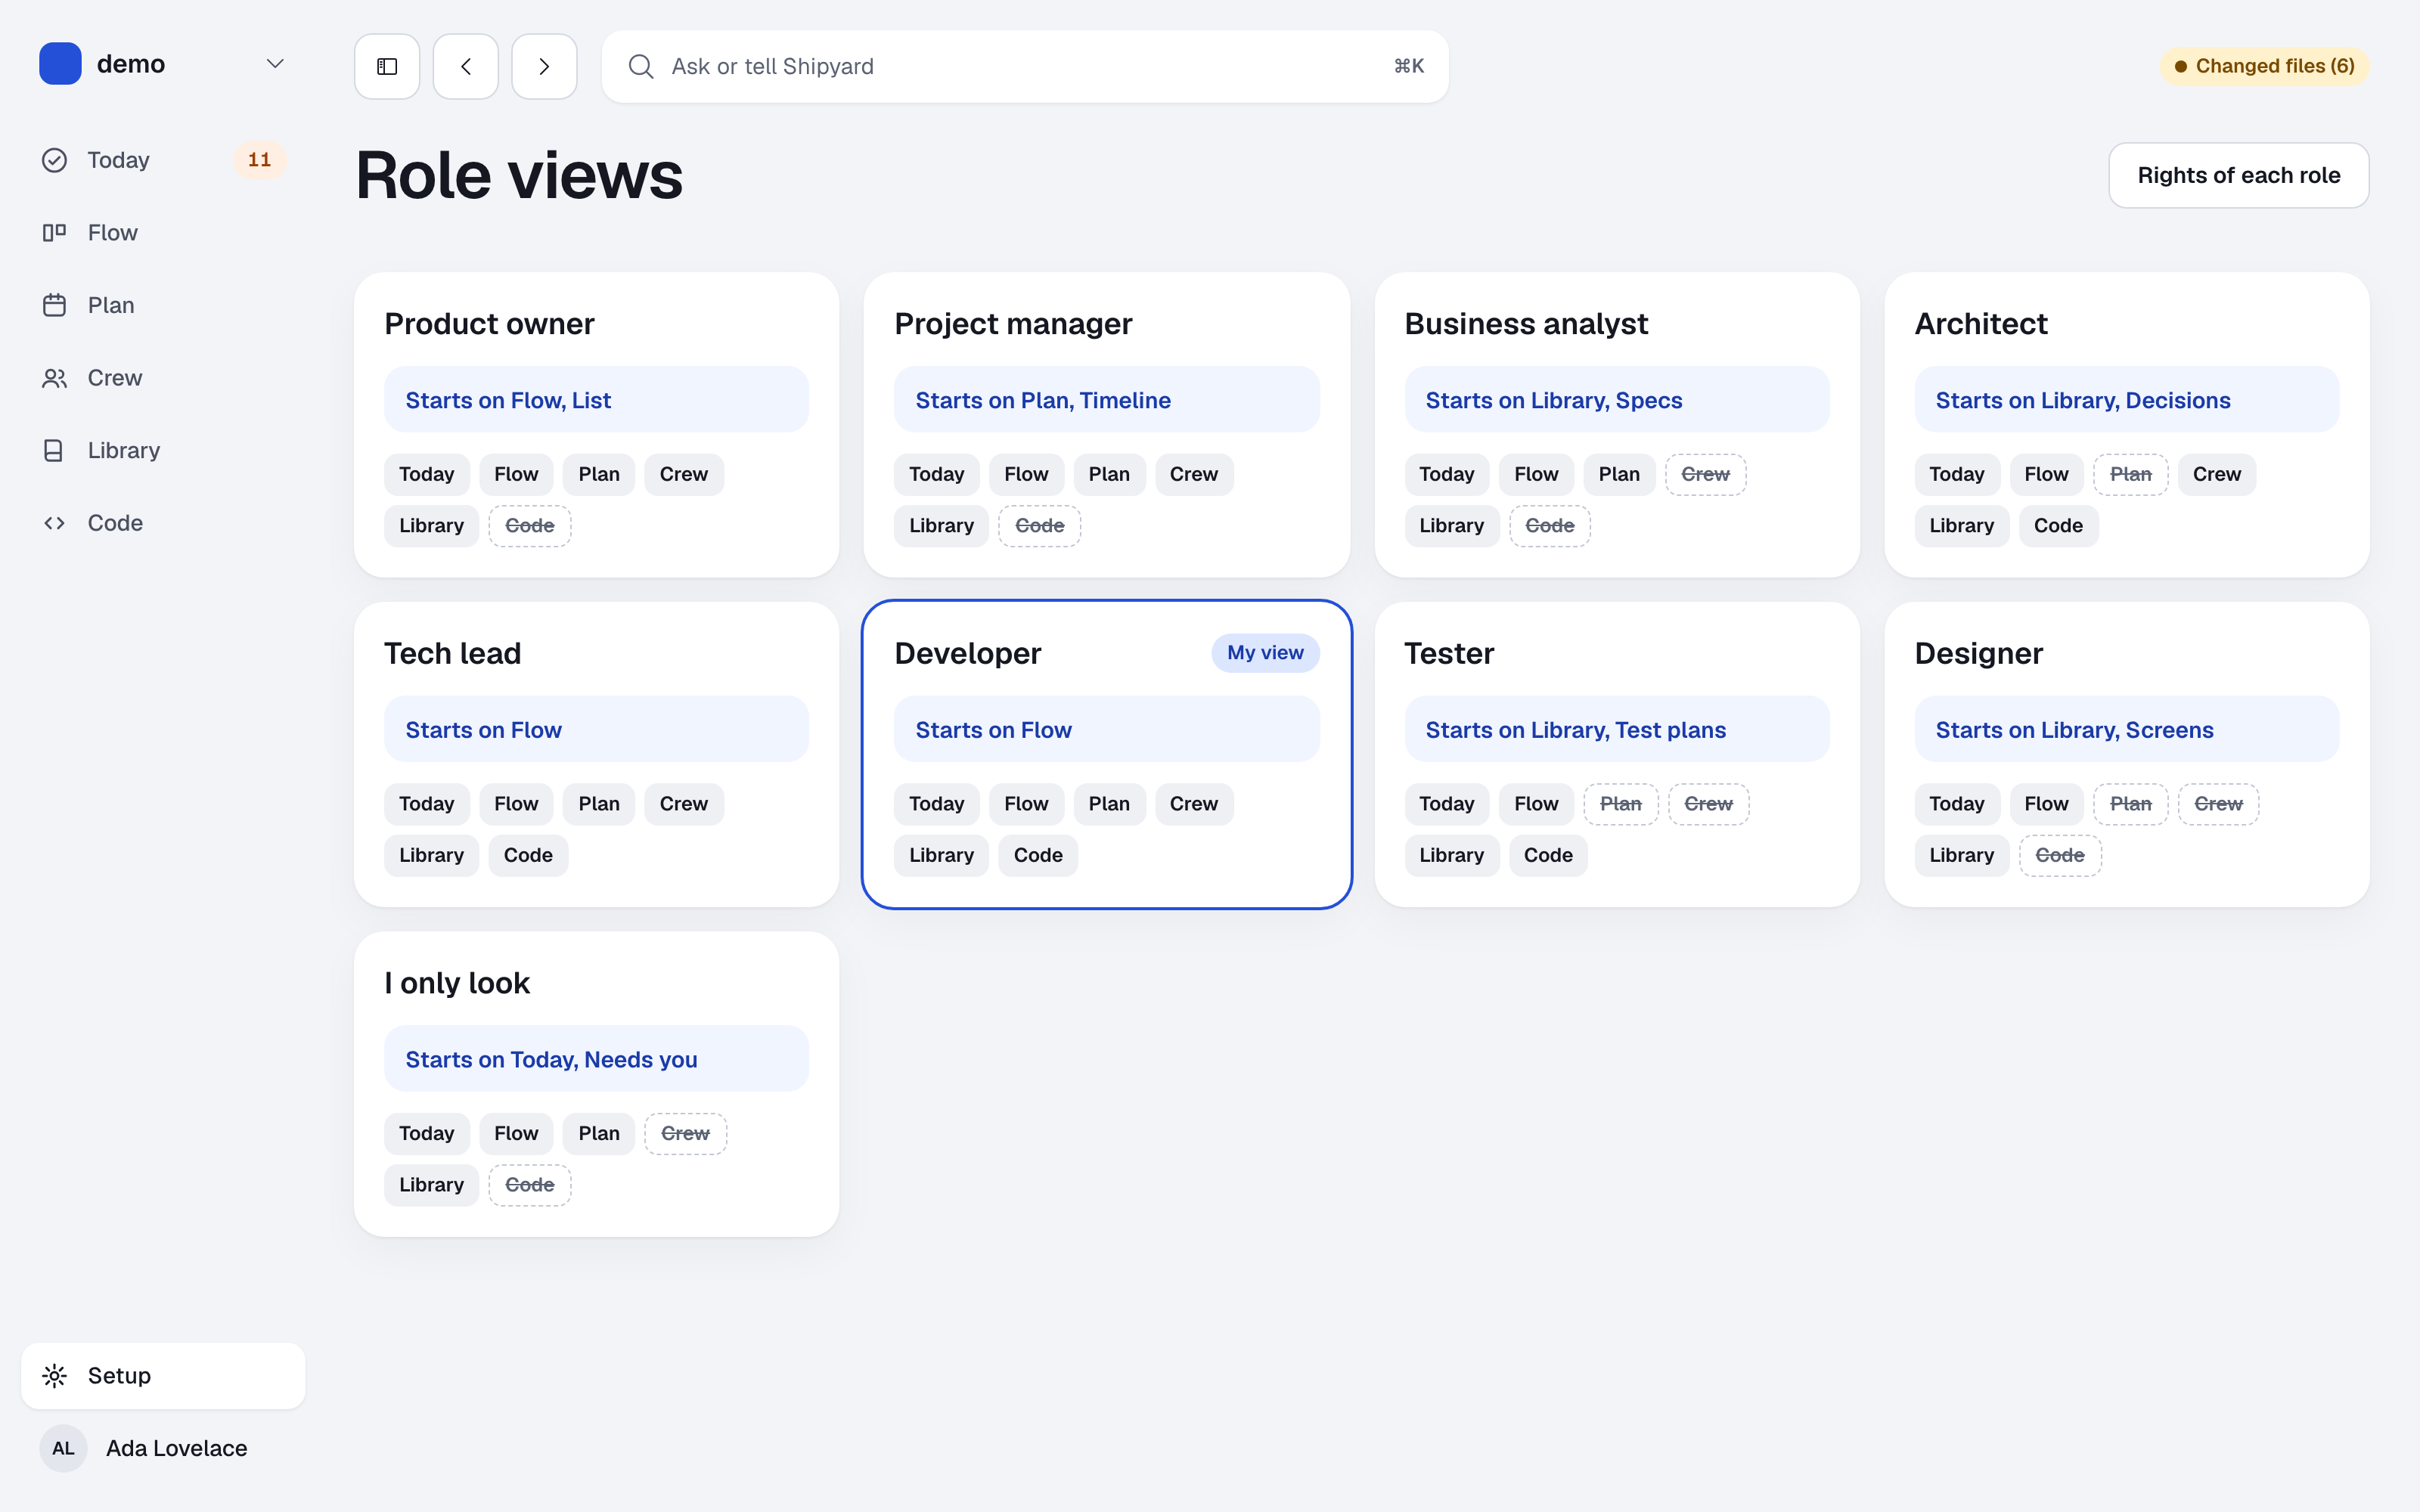 demo
Ask or tell Shipyard
⌘K
Changed files (6)
Today
11
Flow
Plan
Crew
Library
Code
Role views
Rights of each role
Product owner
Starts on Flow, List
Today Flow Plan Crew
Library Code
Project manager
Starts on Plan, Timeline
Today Flow Plan Crew
Library Code
Business analyst
Starts on Library, Specs
Today Flow Plan Crew
Library Code
Architect
Starts on Library, Decisions
Today Flow Plan Crew
Library Code
Tech lead
Starts on Flow
Today Flow Plan Crew
Library Code
Developer
My view
Starts on Flow
Today Flow Plan Crew
Library Code
Tester
Starts on Library, Test plans
Today Flow Plan Crew
Library Code
Designer
Starts on Library, Screens
Today Flow Plan Crew
Library Code
I only look
Starts on Today, Needs you
Today Flow Plan Crew
Library Code
Setup
AL
Ada Lovelace